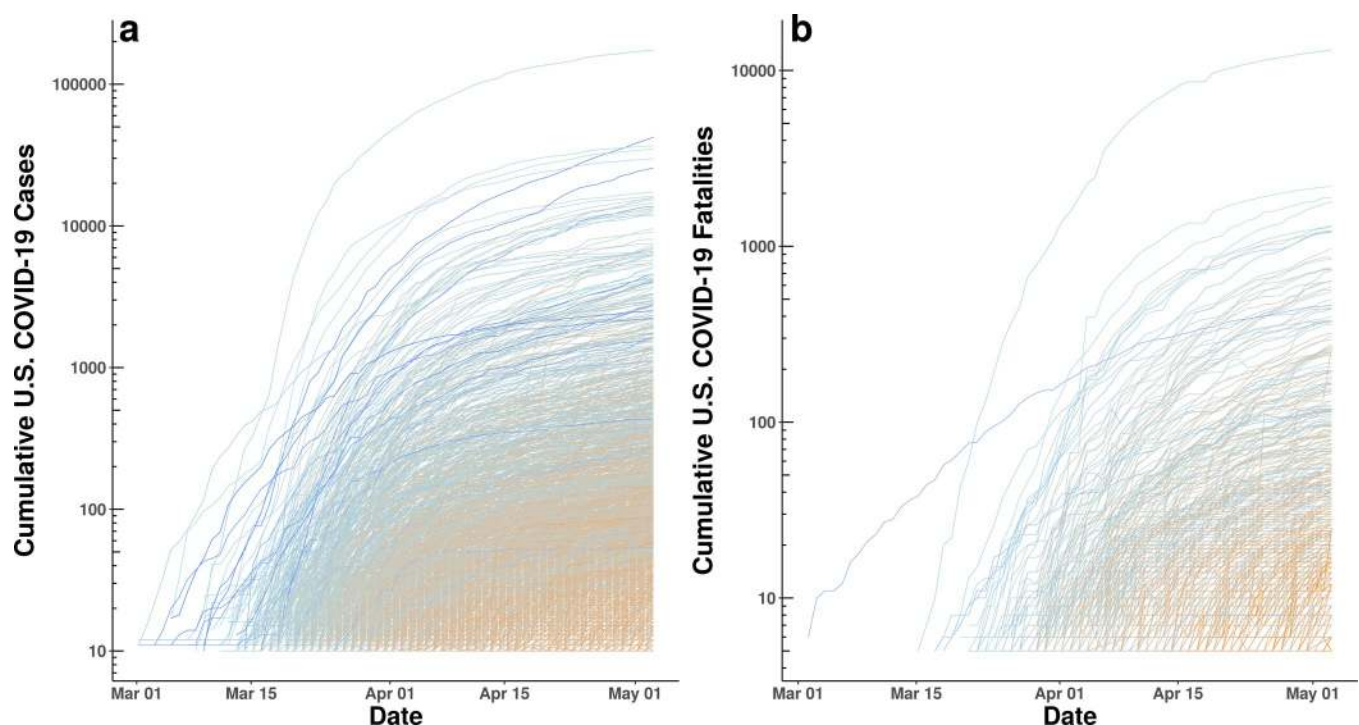 a
Cumulative U.S. COVID-19 Cases
100000
10000
1000
100
10
Mar 01 Mar 15 Apr 01 Apr 15 May 01
Date
b
Cumulative U.S. COVID-19 Fatalities
10000
1000
100
10
Mar 01 Mar 15 Apr 01 Apr 15 May 01
Date